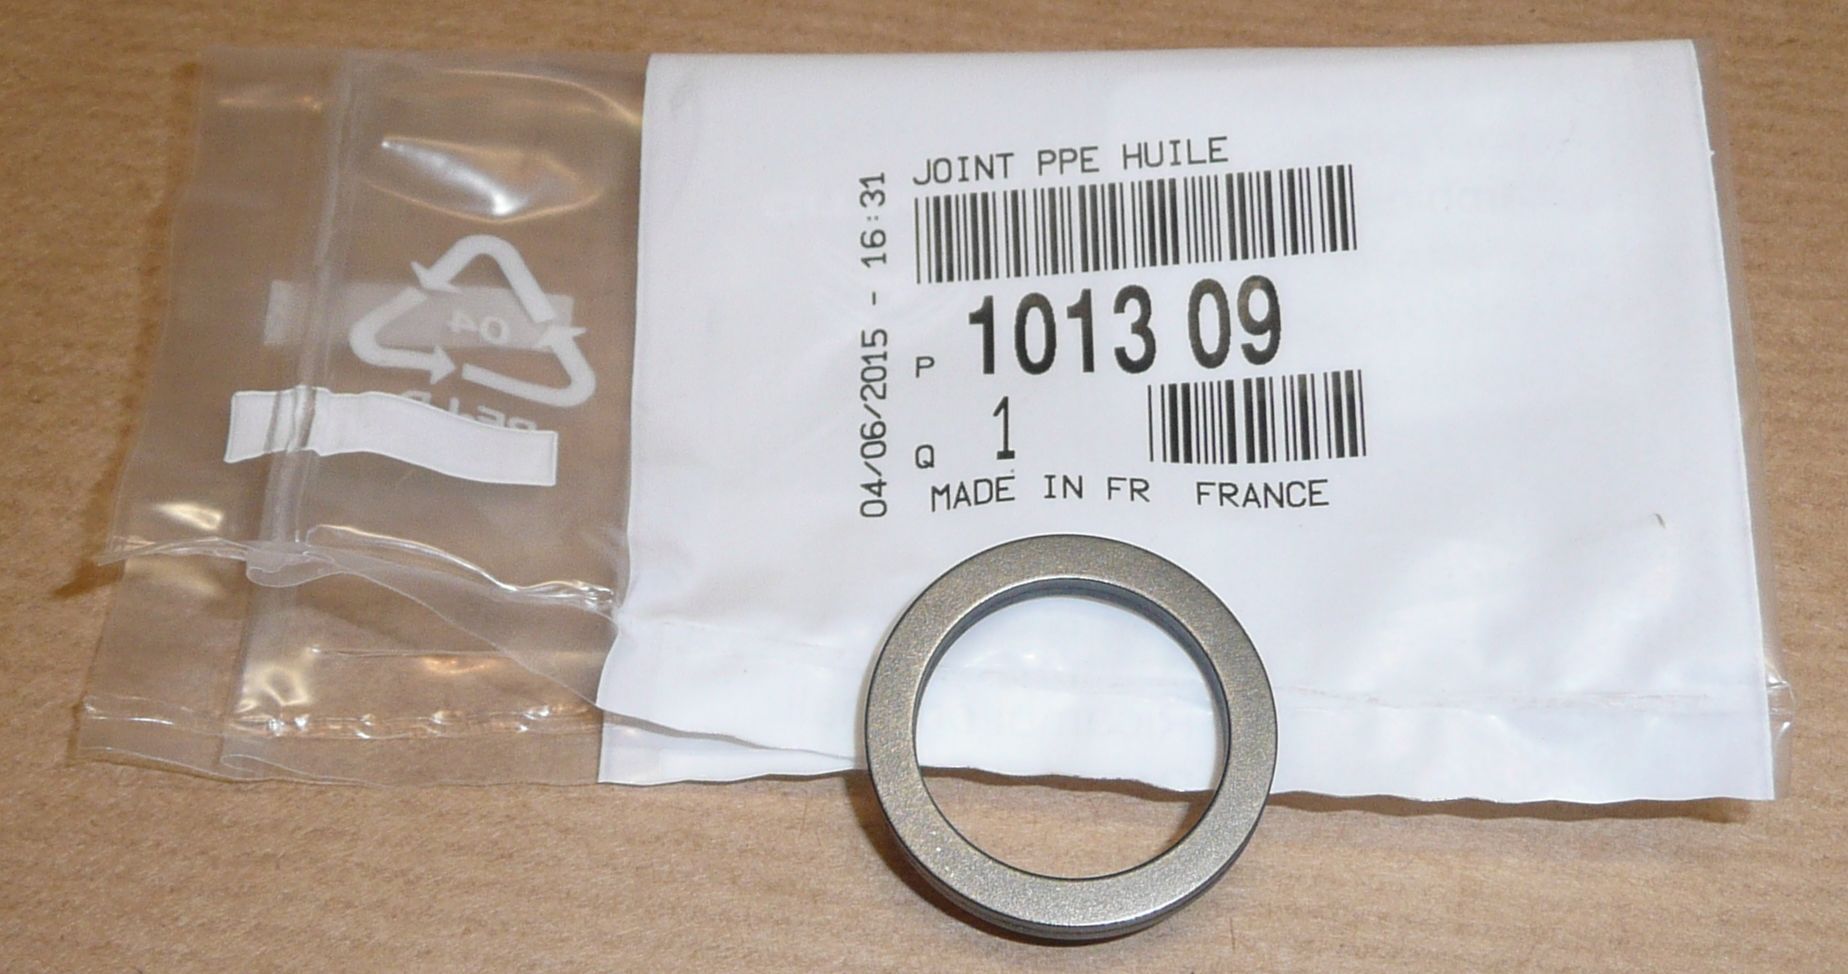 JOINT PPE HUILE
04/06/2015 - 16:31
P 1013 09
Q 1
MADE IN FR FRANCE
04